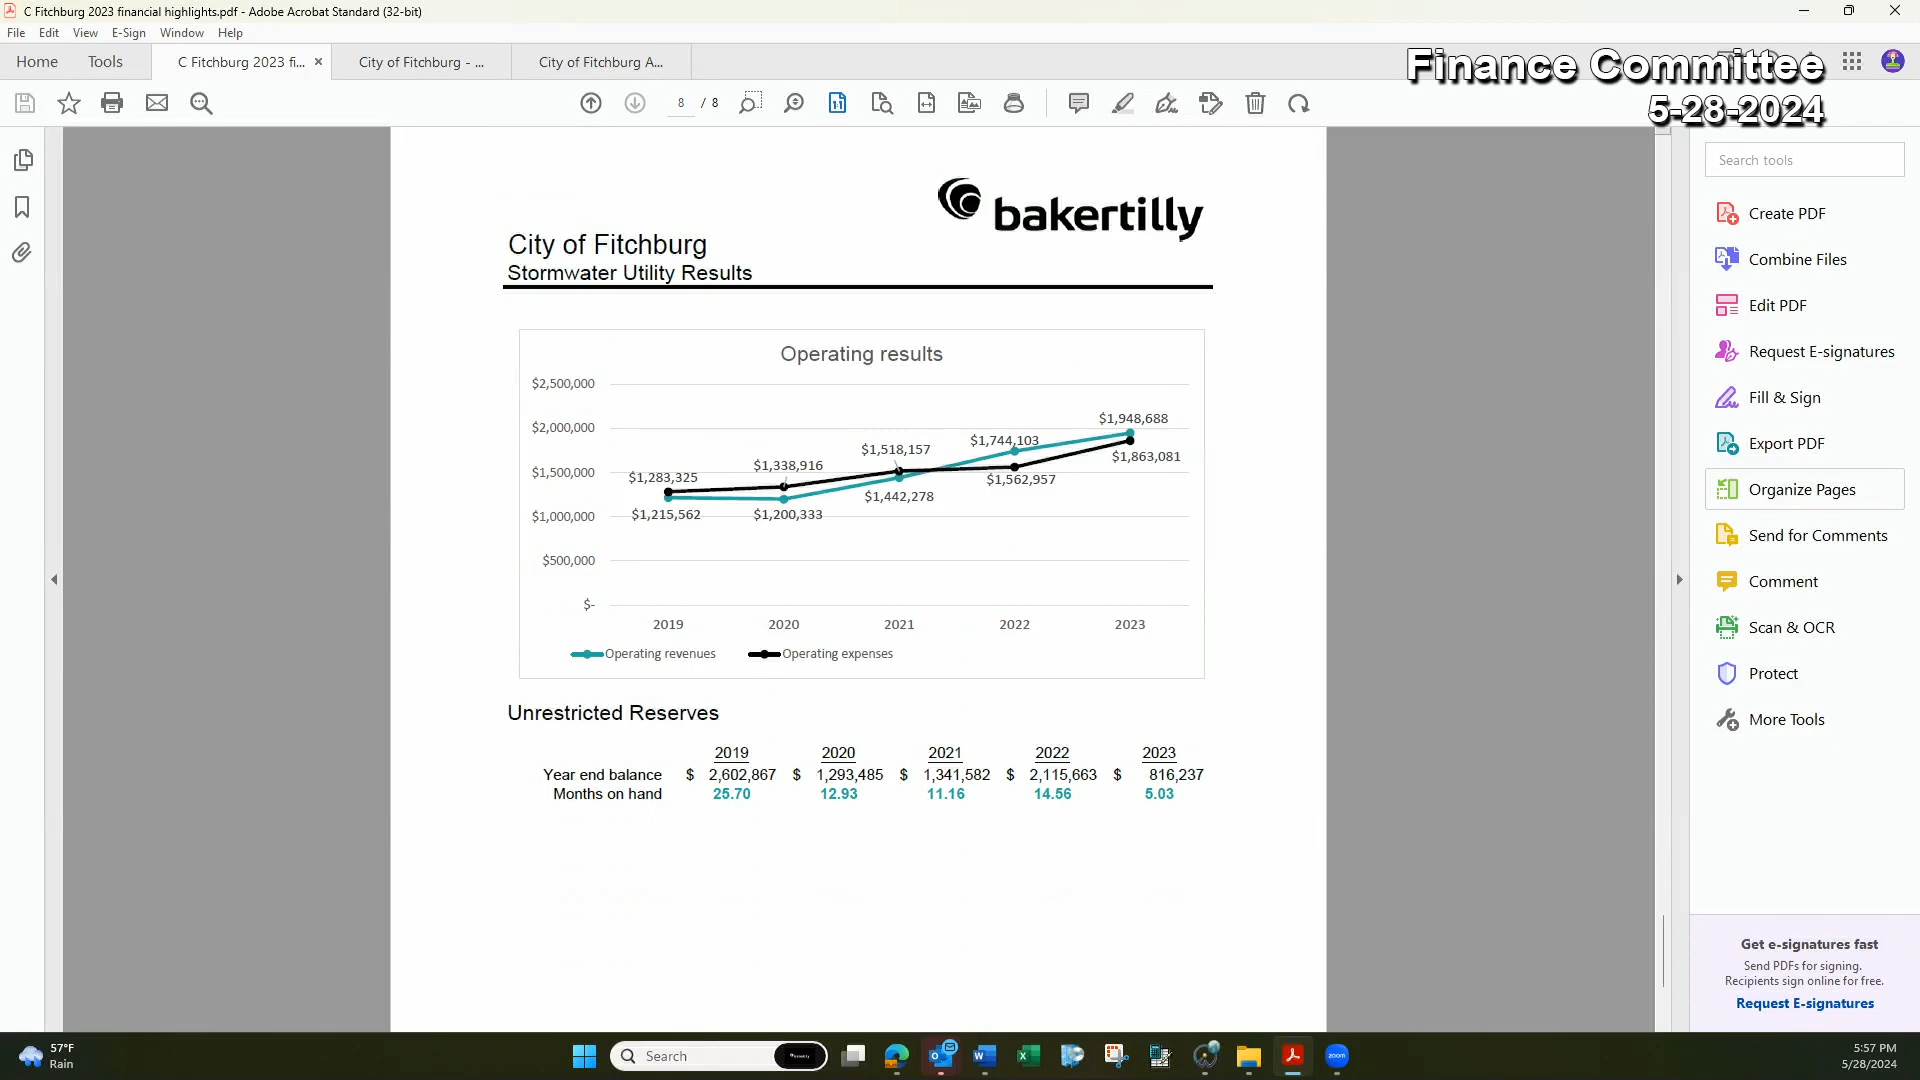 C Fitchburg 2023 financial highlights.pdf - Adobe Acrobat Standard (32-bit)
File Edit View E-Sign Window Help
Home Tools C Fitchburg 2023 fi... × City of Fitchburg - ... City of Fitchburg A...
Finance Committee
5-28-2024
8 / 8
Search tools
Create PDF
Combine Files
Edit PDF
Request E-signatures
Fill & Sign
Export PDF
Organize Pages
Send for Comments
Comment
Scan & OCR
Protect
More Tools
Get e-signatures fast
Send PDFs for signing.
Recipients sign online for free.
Request E-signatures
bakertilly
City of Fitchburg
Stormwater Utility Results
Operating results
$2,500,000
$2,000,000
$1,500,000
$1,000,000
$500,000
$-
$1,283,325 $1,338,916 $1,518,157 $1,744,103 $1,948,688
$1,215,562 $1,200,333 $1,442,278 $1,562,957 $1,863,081
2019 2020 2021 2022 2023
Operating revenues Operating expenses
Unrestricted Reserves
2019 2020 2021 2022 2023
Year end balance $ 2,602,867 $ 1,293,485 $ 1,341,582 $ 2,115,663 $ 816,237
Months on hand 25.70 12.93 11.16 14.56 5.03
57°F
Rain
Search
zoom
5:57 PM
5/28/2024